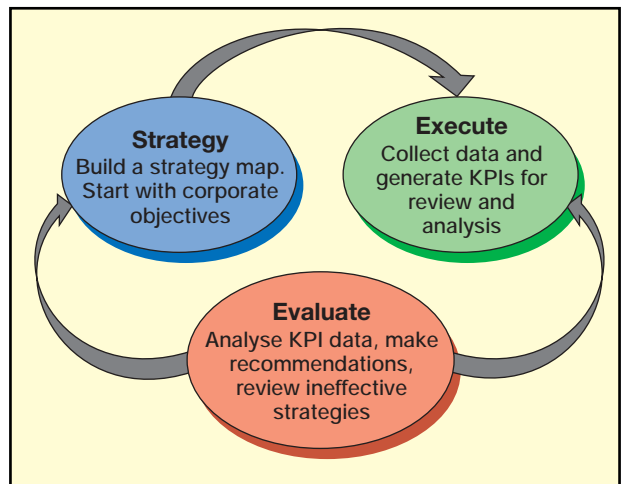 Strategy
Build a strategy map.
Start with corporate
objectives
Execute
Collect data and
generate KPIs for
review and
analysis
Evaluate
Analyse KPI data, make
recommendations,
review ineffective
strategies